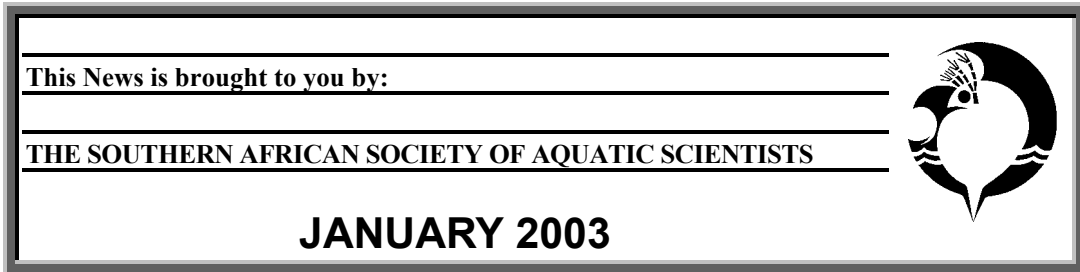 This News is brought to you by:
THE SOUTHERN AFRICAN SOCIETY OF AQUATIC SCIENTISTS
JANUARY 2003